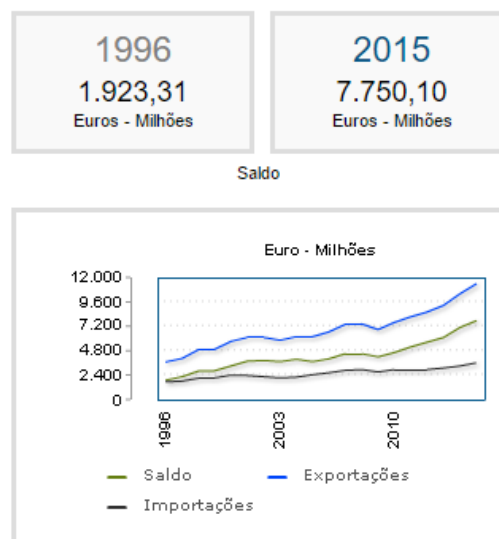 1996
1.923,31
Euros - Milhões
2015
7.750,10
Euros - Milhões
Saldo
Euro - Milhões
12.000
9.600
7.200
4.800
2.400
0
1996
2003
2010
Saldo
Exportações
Importações